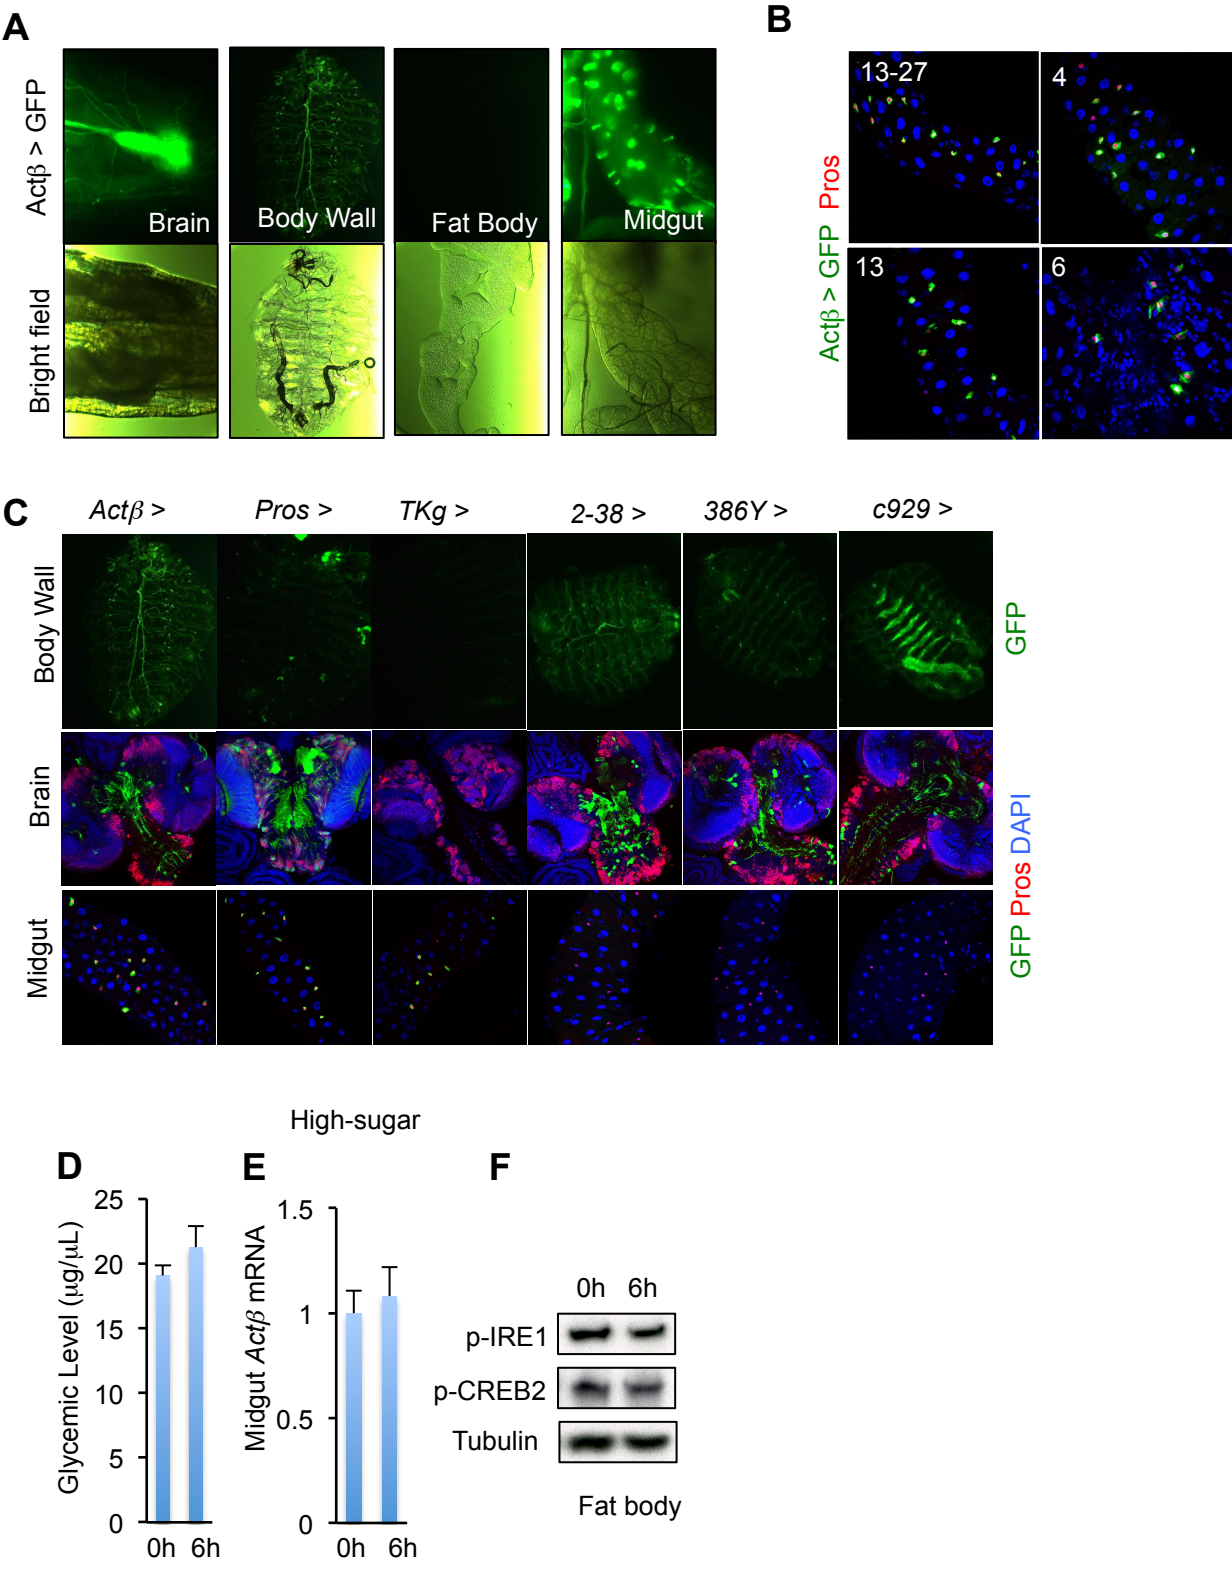 A
B
Actβ > GFP
Brain
Body Wall
Fat Body
Midgut
Bright field
Actβ > GFP Pros
13-27
4
13
6
C
Actβ >
Pros >
TKg >
2-38 >
386Y >
c929 >
Body Wall
GFP
Brain
Midgut
GFP Pros DAPI
High-sugar
D
Glycemic Level (μg/μL)
25
20
15
10
5
0
0h 6h
E
Midgut Actβ mRNA
1.5
1
0.5
0
0h 6h
F
0h 6h
p-IRE1
p-CREB2
Tubulin
Fat body